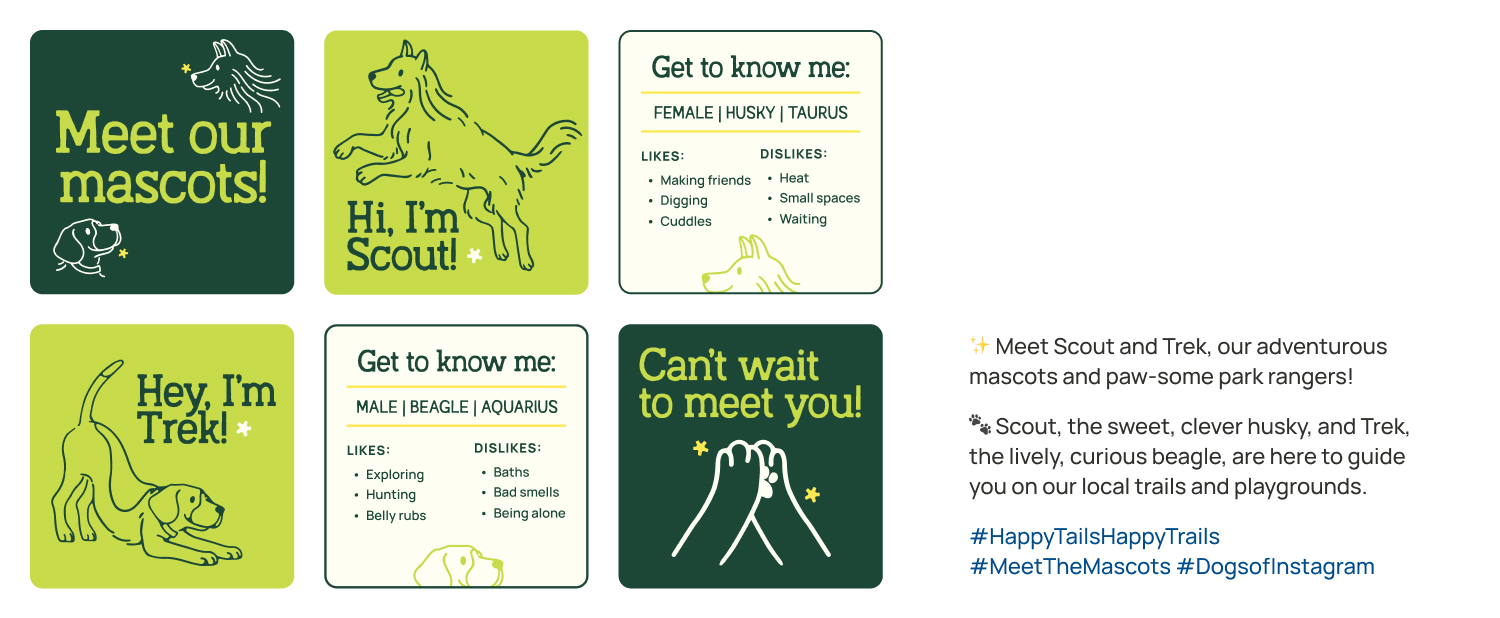 Meet our
mascots!
Hi, I'm
Scout!
Get to know me:
FEMALE | HUSKY | TAURUS
LIKES:
• Making friends
• Digging
• Cuddles
DISLIKES:
• Heat
• Small spaces
• Waiting
Hey, I'm
Trek!
Get to know me:
MALE | BEAGLE | AQUARIUS
LIKES:
• Exploring
• Hunting
• Belly rubs
DISLIKES:
• Baths
• Bad smells
• Being alone
Can't wait
to meet you!
✨ Meet Scout and Trek, our adventurous
mascots and paw-some park rangers!
🐾 Scout, the sweet, clever husky, and Trek,
the lively, curious beagle, are here to guide
you on our local trails and playgrounds.
#HappyTailsHappyTrails
#MeetTheMascots #DogsofInstagram